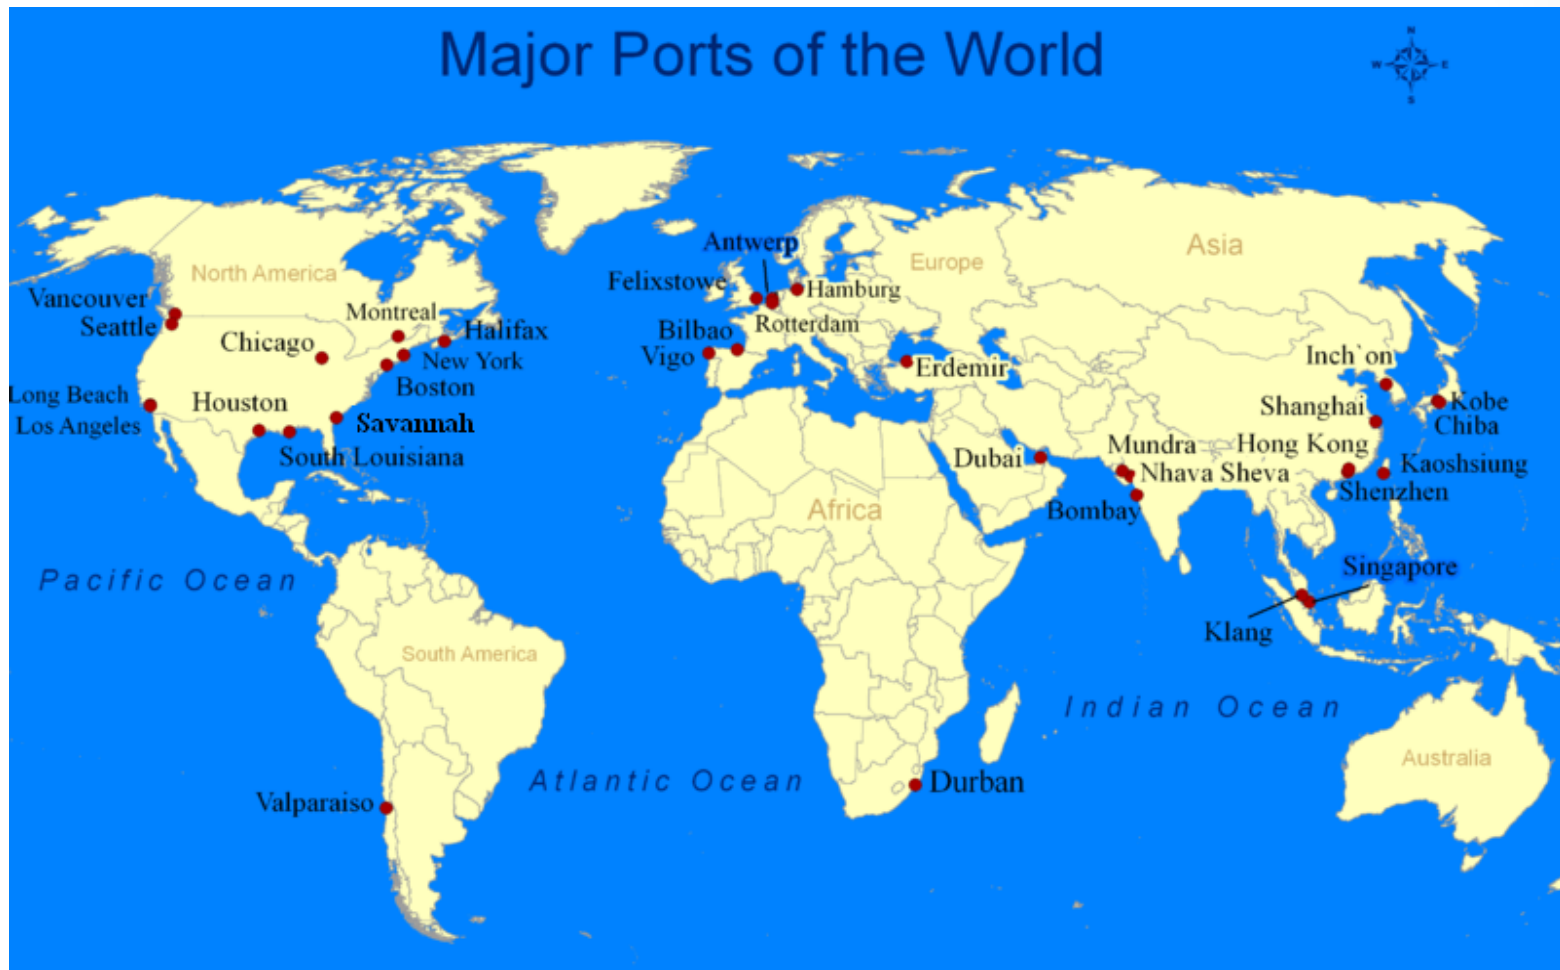 Major Ports of the World
N
W
E
S
North America
Vancouver
Seattle
Montreal
Halifax
Chicago
New York
Boston
Long Beach
Los Angeles
Houston
Savannah
South Louisiana
Antwerp
Felixstowe
Hamburg
Rotterdam
Bilbao
Vigo
Europe
Erdemir
Asia
Inch`on
Shanghai
Kobe
Chiba
Mundra
Hong Kong
Dubai
Nhava Sheva
Kaoshsiung
Shenzhen
Bombay
Africa
Pacific Ocean
Singapore
Klang
South America
Indian Ocean
Australia
Atlantic Ocean
Durban
Valparaiso